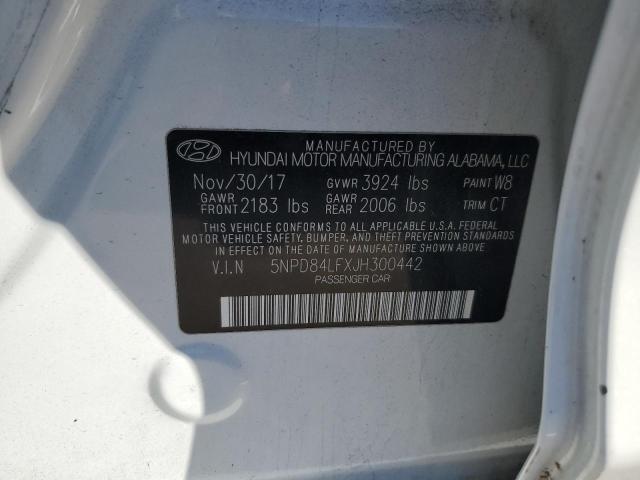 MANUFACTURED BY
HYUNDAI MOTOR MANUFACTURING ALABAMA, LLC
Nov/30/17 GVWR 3924 lbs PAINT W8
GAWR FRONT 2183 lbs GAWR REAR 2006 lbs TRIM CT
THIS VEHICLE CONFORMS TO ALL APPLICABLE U.S.A. FEDERAL
MOTOR VEHICLE SAFETY, BUMPER, AND THEFT PREVENTION STANDARDS
IN EFFECT ON THE DATE OF MANUFACTURE SHOWN ABOVE
V.I.N 5NPD84LFXJH300442
PASSENGER CAR